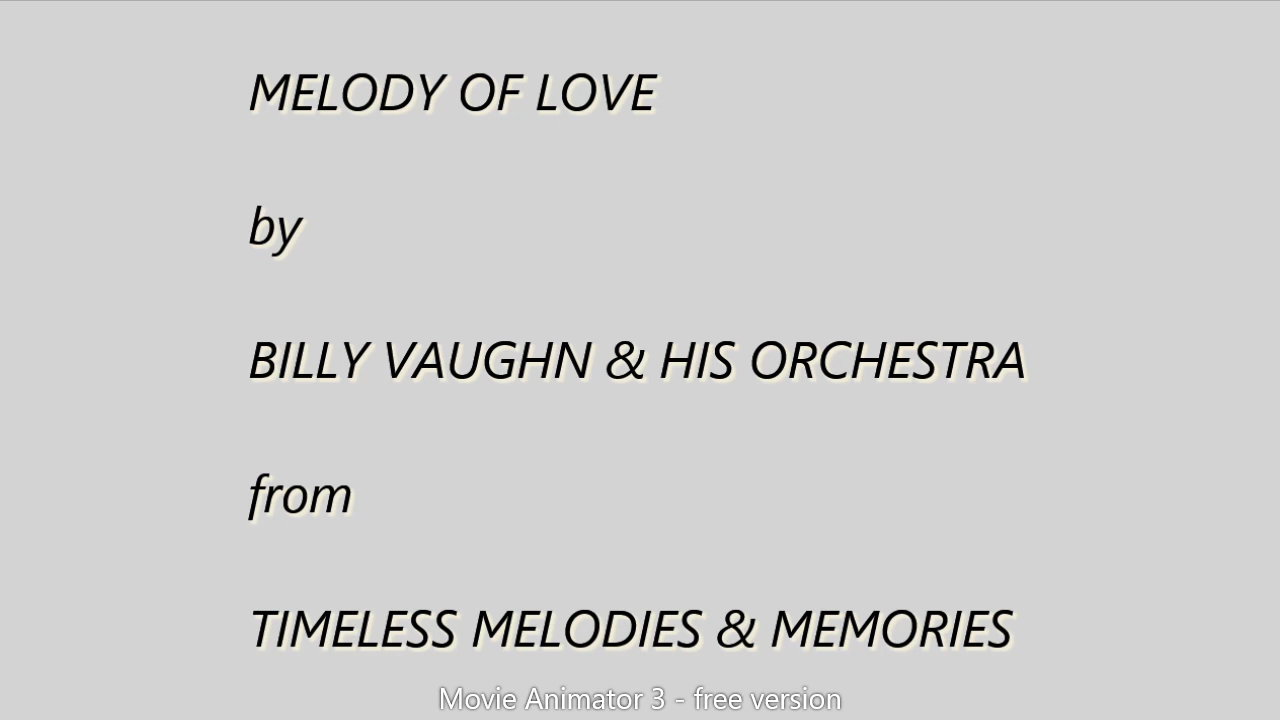 MELODY OF LOVE
by
BILLY VAUGHN & HIS ORCHESTRA
from
TIMELESS MELODIES & MEMORIES
Movie Animator 3 - free version